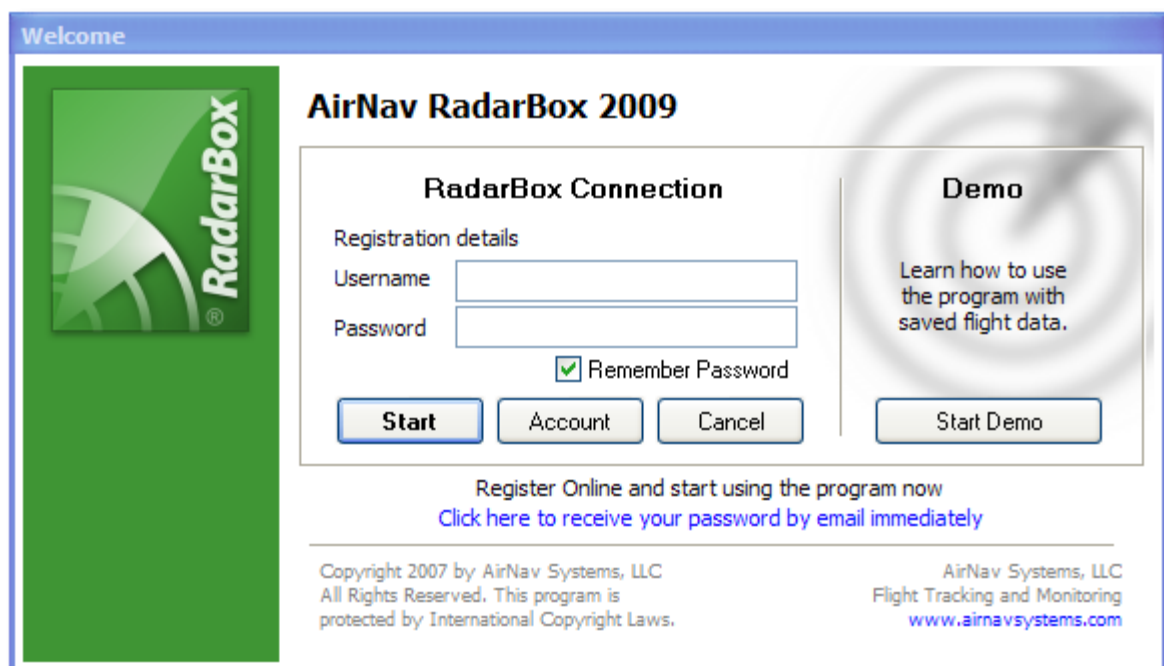 Welcome
® RadarBox
AirNav RadarBox 2009
RadarBox Connection
Registration details
Username
Password
Remember Password
Start
Account
Cancel
Demo
Learn how to use
the program with
saved flight data.
Start Demo
Register Online and start using the program now
Click here to receive your password by email immediately
Copyright 2007 by AirNav Systems, LLC
All Rights Reserved. This program is
protected by International Copyright Laws.
AirNav Systems, LLC
Flight Tracking and Monitoring
www.airnavsystems.com